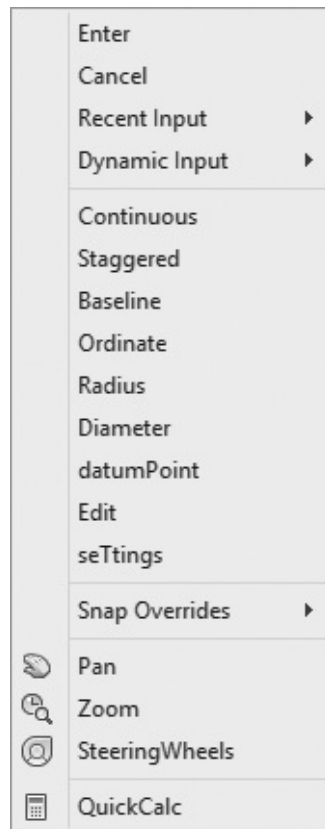 Enter
Cancel
Recent Input
Dynamic Input
Continuous
Staggered
Baseline
Ordinate
Radius
Diameter
datumPoint
Edit
seTtings
Snap Overrides
Pan
Zoom
SteeringWheels
QuickCalc